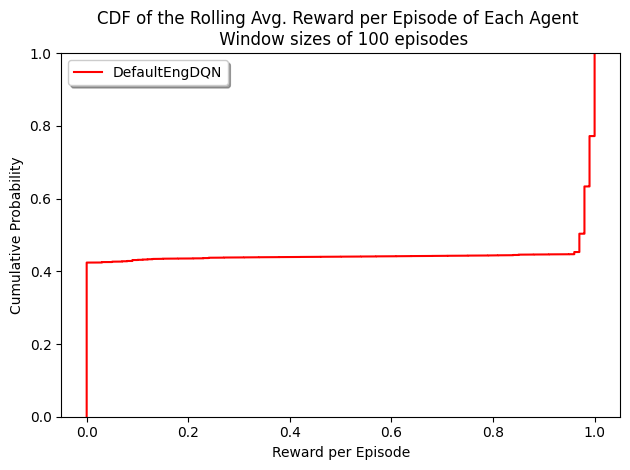 CDF of the Rolling Avg. Reward per Episode of Each Agent
Window sizes of 100 episodes
DefaultEngDQN
1.0
0.8
0.6
0.4
0.2
0.0
Cumulative Probability
0.0 0.2 0.4 0.6 0.8 1.0
Reward per Episode